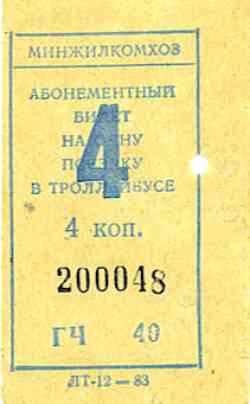 МИНЖИЛКОМХОЗ
АБОНЕМЕНТНЫЙ
БИЛЕТ
НА ОДНУ
ПОЕЗДКУ
В ТРОЛЛЕЙБУСЕ
4
4 КОП.
200048
ГЧ 40
ЛТ-12—83